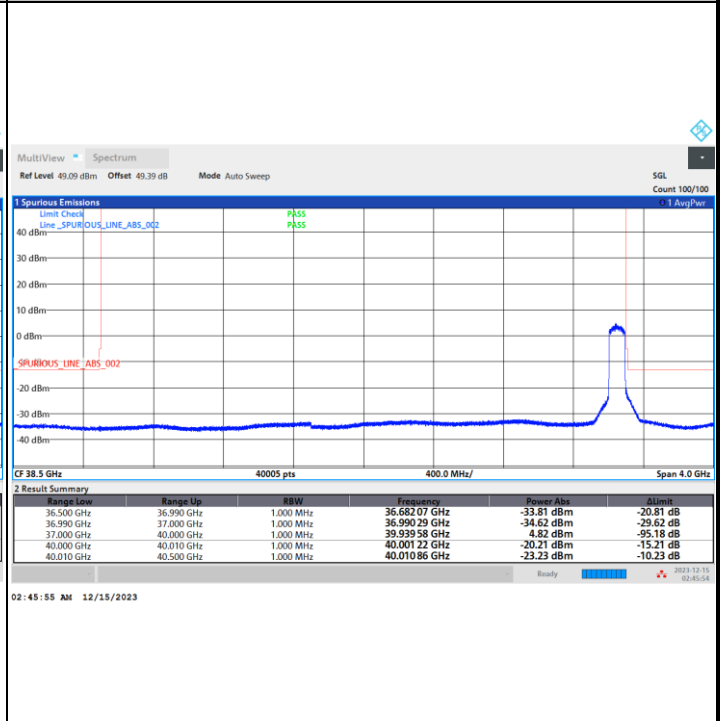 MultiView Spectrum
Ref Level 49.09 dBm Offset 49.39 dB Mode Auto Sweep SGL
Count 100/100
1 Spurious Emissions 1 AvgPwr
Limit Check PASS
Line _SPURIOUS_LINE_ABS_002 PASS
40 dBm
30 dBm
20 dBm
10 dBm
0 dBm
_SPURIOUS_LINE_ABS_002
-20 dBm
-30 dBm
-40 dBm
CF 38.5 GHz 40005 pts 400.0 MHz/ Span 4.0 GHz
2 Result Summary
Range Low Range Up RBW Frequency Power Abs ΔLimit
36.500 GHz 36.990 GHz 1.000 MHz 36.682 07 GHz -33.81 dBm -20.81 dB
36.990 GHz 37.000 GHz 1.000 MHz 36.990 29 GHz -34.62 dBm -29.62 dB
37.000 GHz 40.000 GHz 1.000 MHz 39.939 58 GHz 4.82 dBm -95.18 dB
40.000 GHz 40.010 GHz 1.000 MHz 40.001 22 GHz -20.21 dBm -15.21 dB
40.010 GHz 40.500 GHz 1.000 MHz 40.010 86 GHz -23.23 dBm -10.23 dB
Ready 2023-12-15
02:45:54
02:45:55 AM 12/15/2023